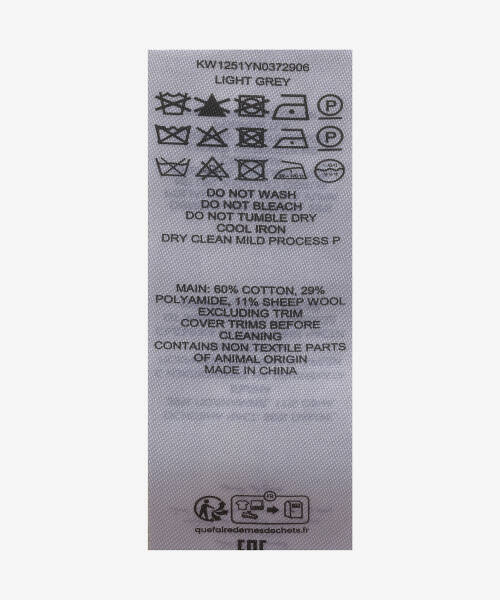 KW1251YN0372906
LIGHT GREY
DO NOT WASH
DO NOT BLEACH
DO NOT TUMBLE DRY
COOL IRON
DRY CLEAN MILD PROCESS P
MAIN: 60% COTTON, 29%
POLYAMIDE, 11% SHEEP WOOL
EXCLUDING TRIM
COVER TRIMS BEFORE
CLEANING
CONTAINS NON TEXTILE PARTS
OF ANIMAL ORIGIN
MADE IN CHINA
FR
quefairedemesdechets.fr